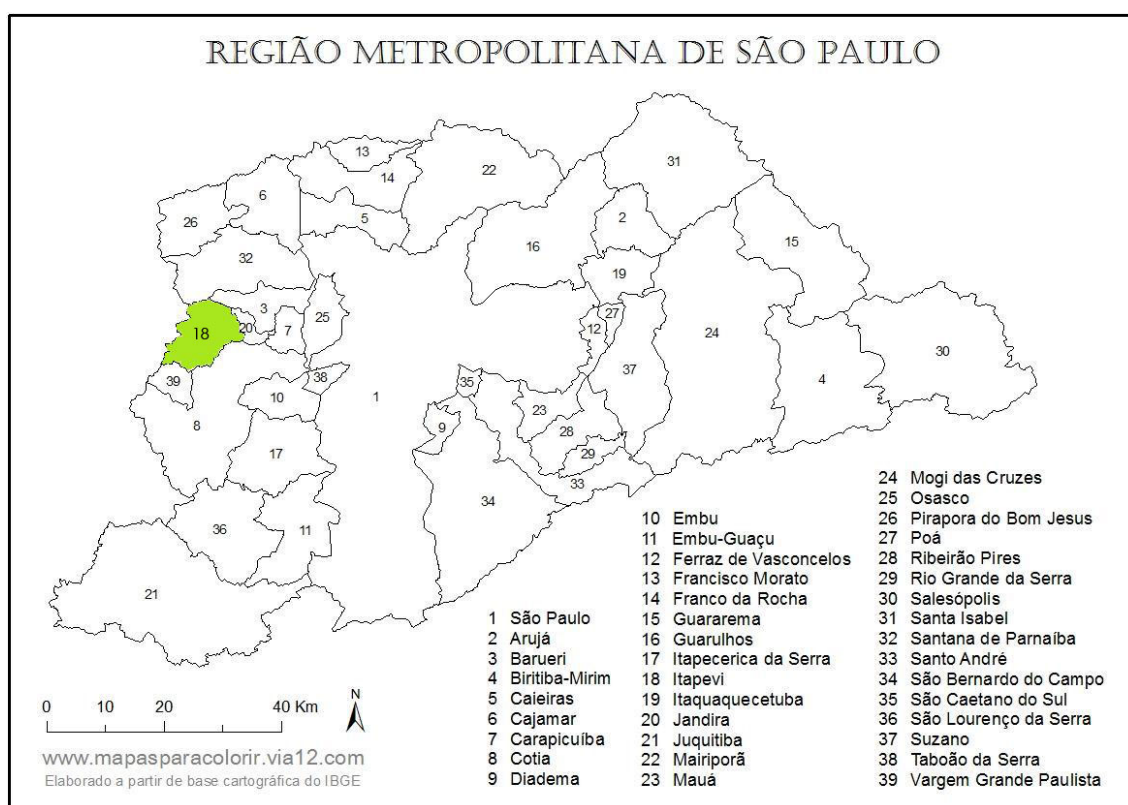 REGIÃO METROPOLITANA DE SÃO PAULO
13
31
22
14
6
2
5
26
15
16
32
19
3
27
25
18
20
7
12
24
30
37
39
38
35
4
1
10
23
9
28
8
17
29
33
34
36
11
21
1 São Paulo
2 Arujá
3 Barueri
4 Biritiba-Mirim
5 Caieiras
6 Cajamar
7 Carapicuíba
8 Cotia
9 Diadema
10 Embu
11 Embu-Guaçu
12 Ferraz de Vasconcelos
13 Francisco Morato
14 Franco da Rocha
15 Guararema
16 Guarulhos
17 Itapecerica da Serra
18 Itapevi
19 Itaquaquecetuba
20 Jandira
21 Juquitiba
22 Mairiporã
23 Mauá
24 Mogi das Cruzes
25 Osasco
26 Pirapora do Bom Jesus
27 Poá
28 Ribeirão Pires
29 Rio Grande da Serra
30 Salesópolis
31 Santa Isabel
32 Santana de Parnaíba
33 Santo André
34 São Bernardo do Campo
35 São Caetano do Sul
36 São Lourenço da Serra
37 Suzano
38 Taboão da Serra
39 Vargem Grande Paulista
0 10 20 40 Km
N
www.mapasparacolorir.via12.com
Elaborado a partir de base cartográfica do IBGE